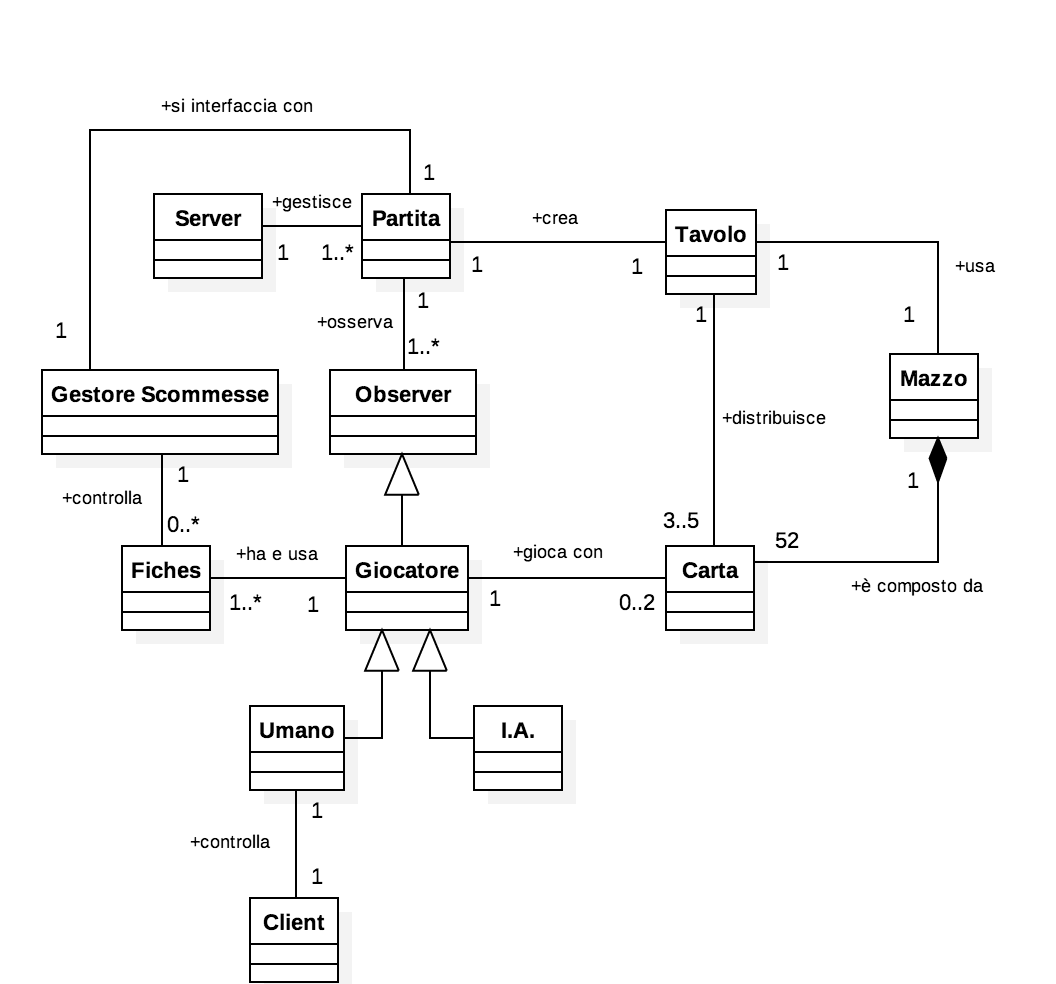 +si interfaccia con
1
Server
+gestisce
Partita
+crea
Tavolo
1
1..*
1
1
1
+usa
1
+osserva
1..*
1
1
1
Gestore Scommesse
Observer
Mazzo
+distribuisce
1
+controlla
0..*
1
3..5
52
Fiches
+ha e usa
Giocatore
+gioca con
Carta
+è composto da
1..*
1
1
0..2
Umano
I.A.
1
+controlla
1
Client